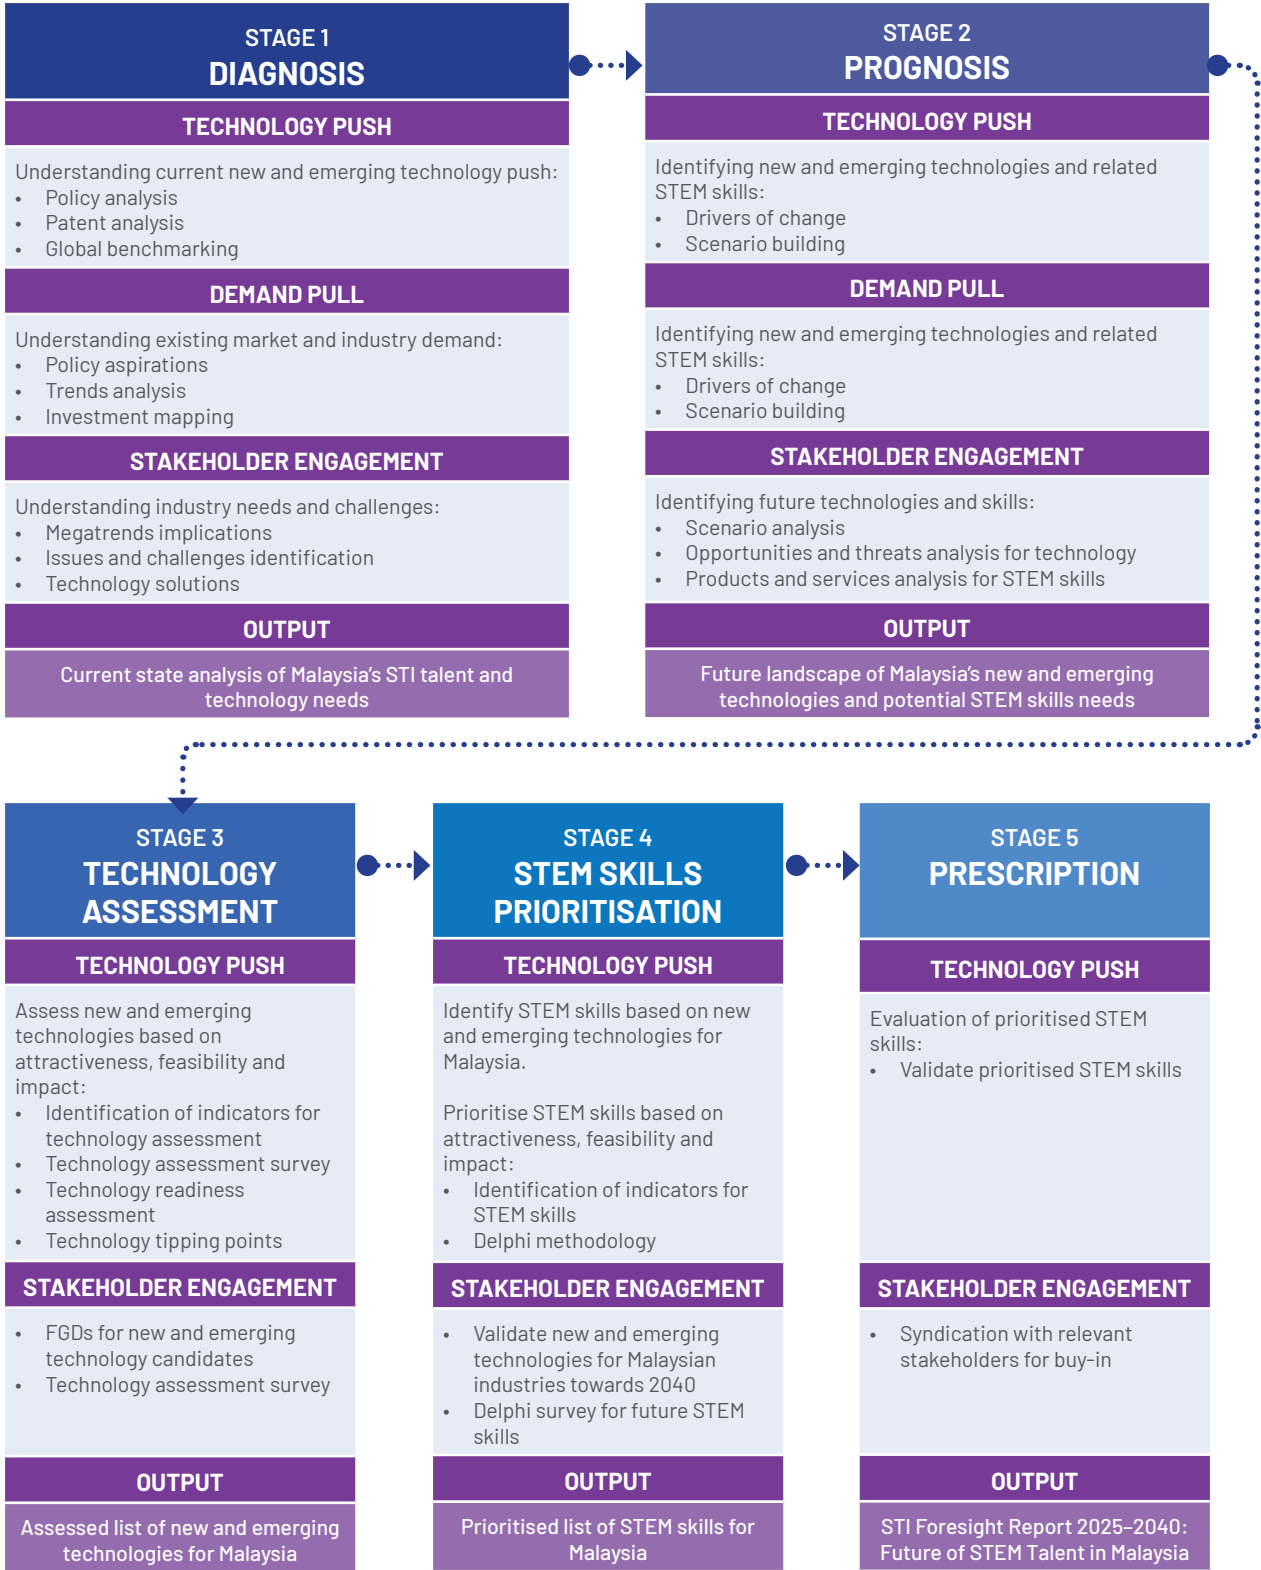 STAGE 1
DIAGNOSIS
TECHNOLOGY PUSH
Understanding current new and emerging technology push:
• Policy analysis
• Patent analysis
• Global benchmarking
DEMAND PULL
Understanding existing market and industry demand:
• Policy aspirations
• Trends analysis
• Investment mapping
STAKEHOLDER ENGAGEMENT
Understanding industry needs and challenges:
• Megatrends implications
• Issues and challenges identification
• Technology solutions
OUTPUT
Current state analysis of Malaysia's STI talent and
technology needs
STAGE 2
PROGNOSIS
TECHNOLOGY PUSH
Identifying new and emerging technologies and related
STEM skills:
• Drivers of change
• Scenario building
DEMAND PULL
Identifying new and emerging technologies and related
STEM skills:
• Drivers of change
• Scenario building
STAKEHOLDER ENGAGEMENT
Identifying future technologies and skills:
• Scenario analysis
• Opportunities and threats analysis for technology
• Products and services analysis for STEM skills
OUTPUT
Future landscape of Malaysia's new and emerging
technologies and potential STEM skills needs
STAGE 3
TECHNOLOGY
ASSESSMENT
TECHNOLOGY PUSH
Assess new and emerging
technologies based on
attractiveness, feasibility and
impact:
• Identification of indicators for
technology assessment
• Technology assessment survey
• Technology readiness
assessment
• Technology tipping points
STAKEHOLDER ENGAGEMENT
• FGDs for new and emerging
technology candidates
• Technology assessment survey
OUTPUT
Assessed list of new and emerging
technologies for Malaysia
STAGE 4
STEM SKILLS
PRIORITISATION
TECHNOLOGY PUSH
Identify STEM skills based on new
and emerging technologies for
Malaysia.
Prioritise STEM skills based on
attractiveness, feasibility and
impact:
• Identification of indicators for
STEM skills
• Delphi methodology
STAKEHOLDER ENGAGEMENT
• Validate new and emerging
technologies for Malaysian
industries towards 2040
• Delphi survey for future STEM
skills
OUTPUT
Prioritised list of STEM skills for
Malaysia
STAGE 5
PRESCRIPTION
TECHNOLOGY PUSH
Evaluation of prioritised STEM
skills:
• Validate prioritised STEM skills
STAKEHOLDER ENGAGEMENT
• Syndication with relevant
stakeholders for buy-in
OUTPUT
STI Foresight Report 2025–2040:
Future of STEM Talent in Malaysia